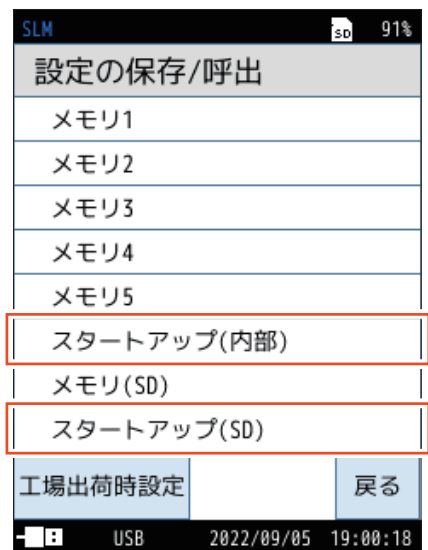 SLM SD 91%
設定の保存/呼出
メモリ1
メモリ2
メモリ3
メモリ4
メモリ5
スタートアップ(内部)
メモリ(SD)
スタートアップ(SD)
工場出荷時設定 戻る
USB 2022/09/05 19:00:18